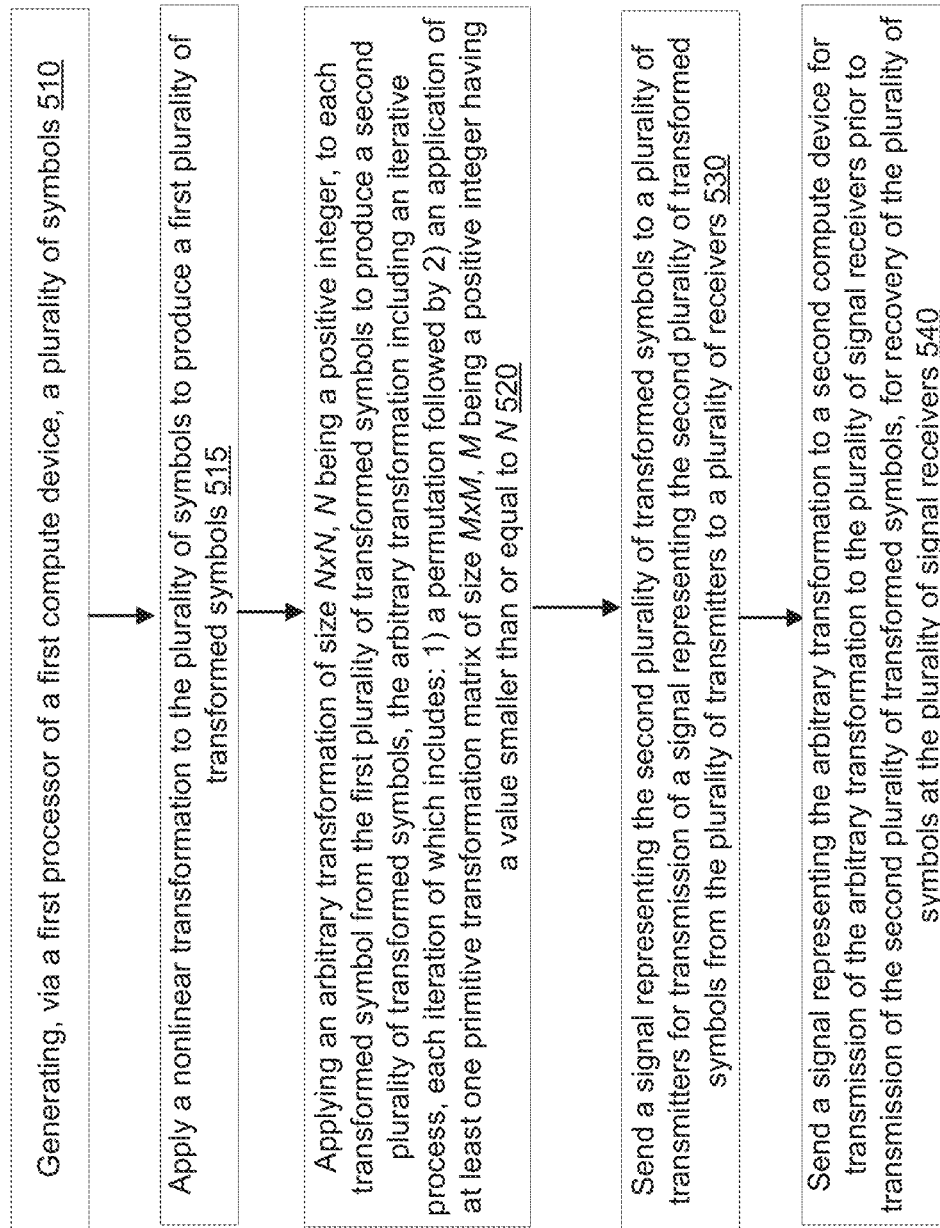 Generating, via a first processor of a first compute device, a plurality of symbols 510
Apply a nonlinear transformation to the plurality of symbols to produce a first plurality of
transformed symbols 515
Applying an arbitrary transformation of size NxN, N being a positive integer, to each
transformed symbol from the first plurality of transformed symbols to produce a second
plurality of transformed symbols, the arbitrary transformation including an iterative
process, each iteration of which includes: 1) a permutation followed by 2) an application of
at least one primitive transformation matrix of size MxM, M being a positive integer having
a value smaller than or equal to N 520
Send a signal representing the second plurality of transformed symbols to a plurality of
transmitters for transmission of a signal representing the second plurality of transformed
symbols from the plurality of transmitters to a plurality of receivers 530
Send a signal representing the arbitrary transformation to a second compute device for
transmission of the arbitrary transformation to the plurality of signal receivers prior to
transmission of the second plurality of transformed symbols, for recovery of the plurality of
symbols at the plurality of signal receivers 540